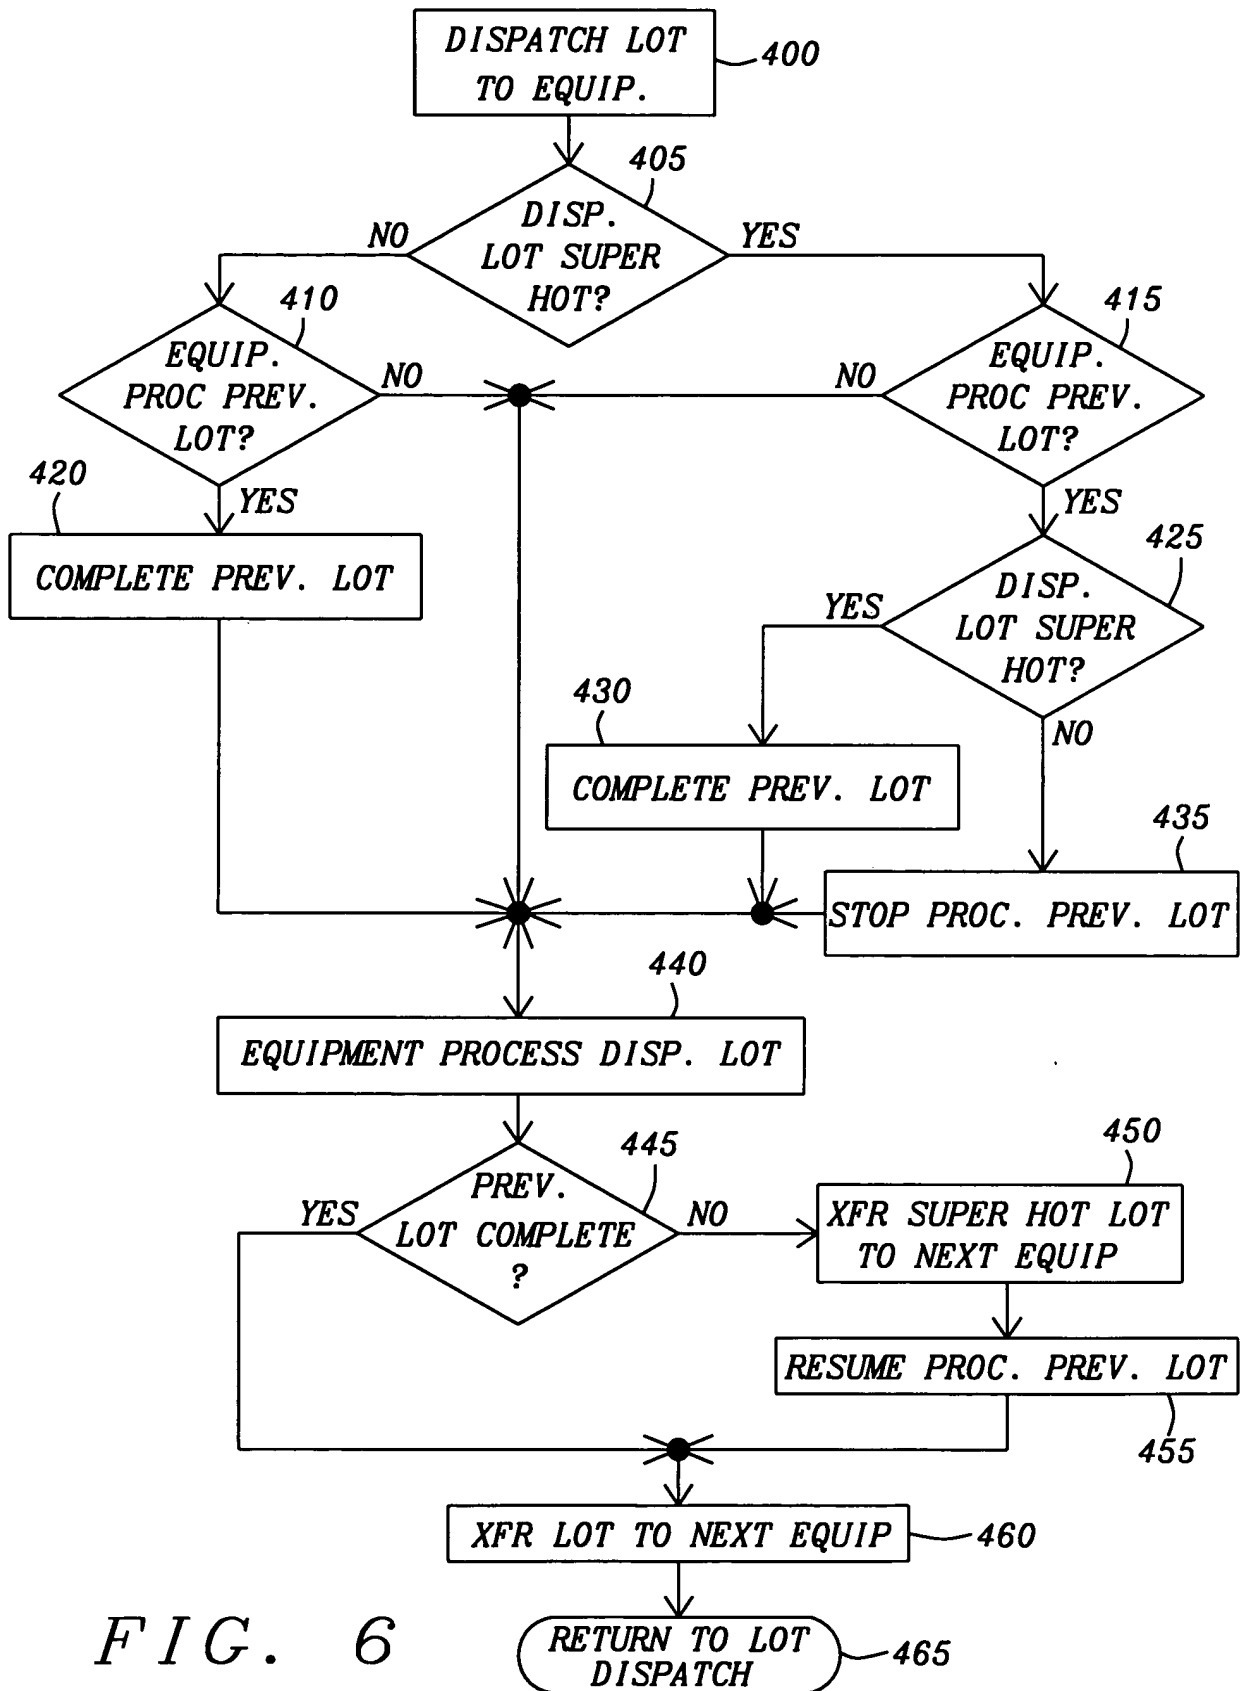 DISPATCH LOT
TO EQUIP.
400
405
DISP.
LOT SUPER
HOT?
NO
YES
410
EQUIP.
PROC PREV.
LOT?
NO
415
EQUIP.
PROC PREV.
LOT?
NO
420
YES
COMPLETE PREV. LOT
YES
425
DISP.
LOT SUPER
HOT?
YES
NO
430
COMPLETE PREV. LOT
435
STOP PROC. PREV. LOT
440
EQUIPMENT PROCESS DISP. LOT
445
PREV.
LOT COMPLETE
?
YES
NO
450
XFR SUPER HOT LOT
TO NEXT EQUIP
RESUME PROC. PREV. LOT
455
XFR LOT TO NEXT EQUIP
460
RETURN TO LOT
DISPATCH
465
FIG. 6